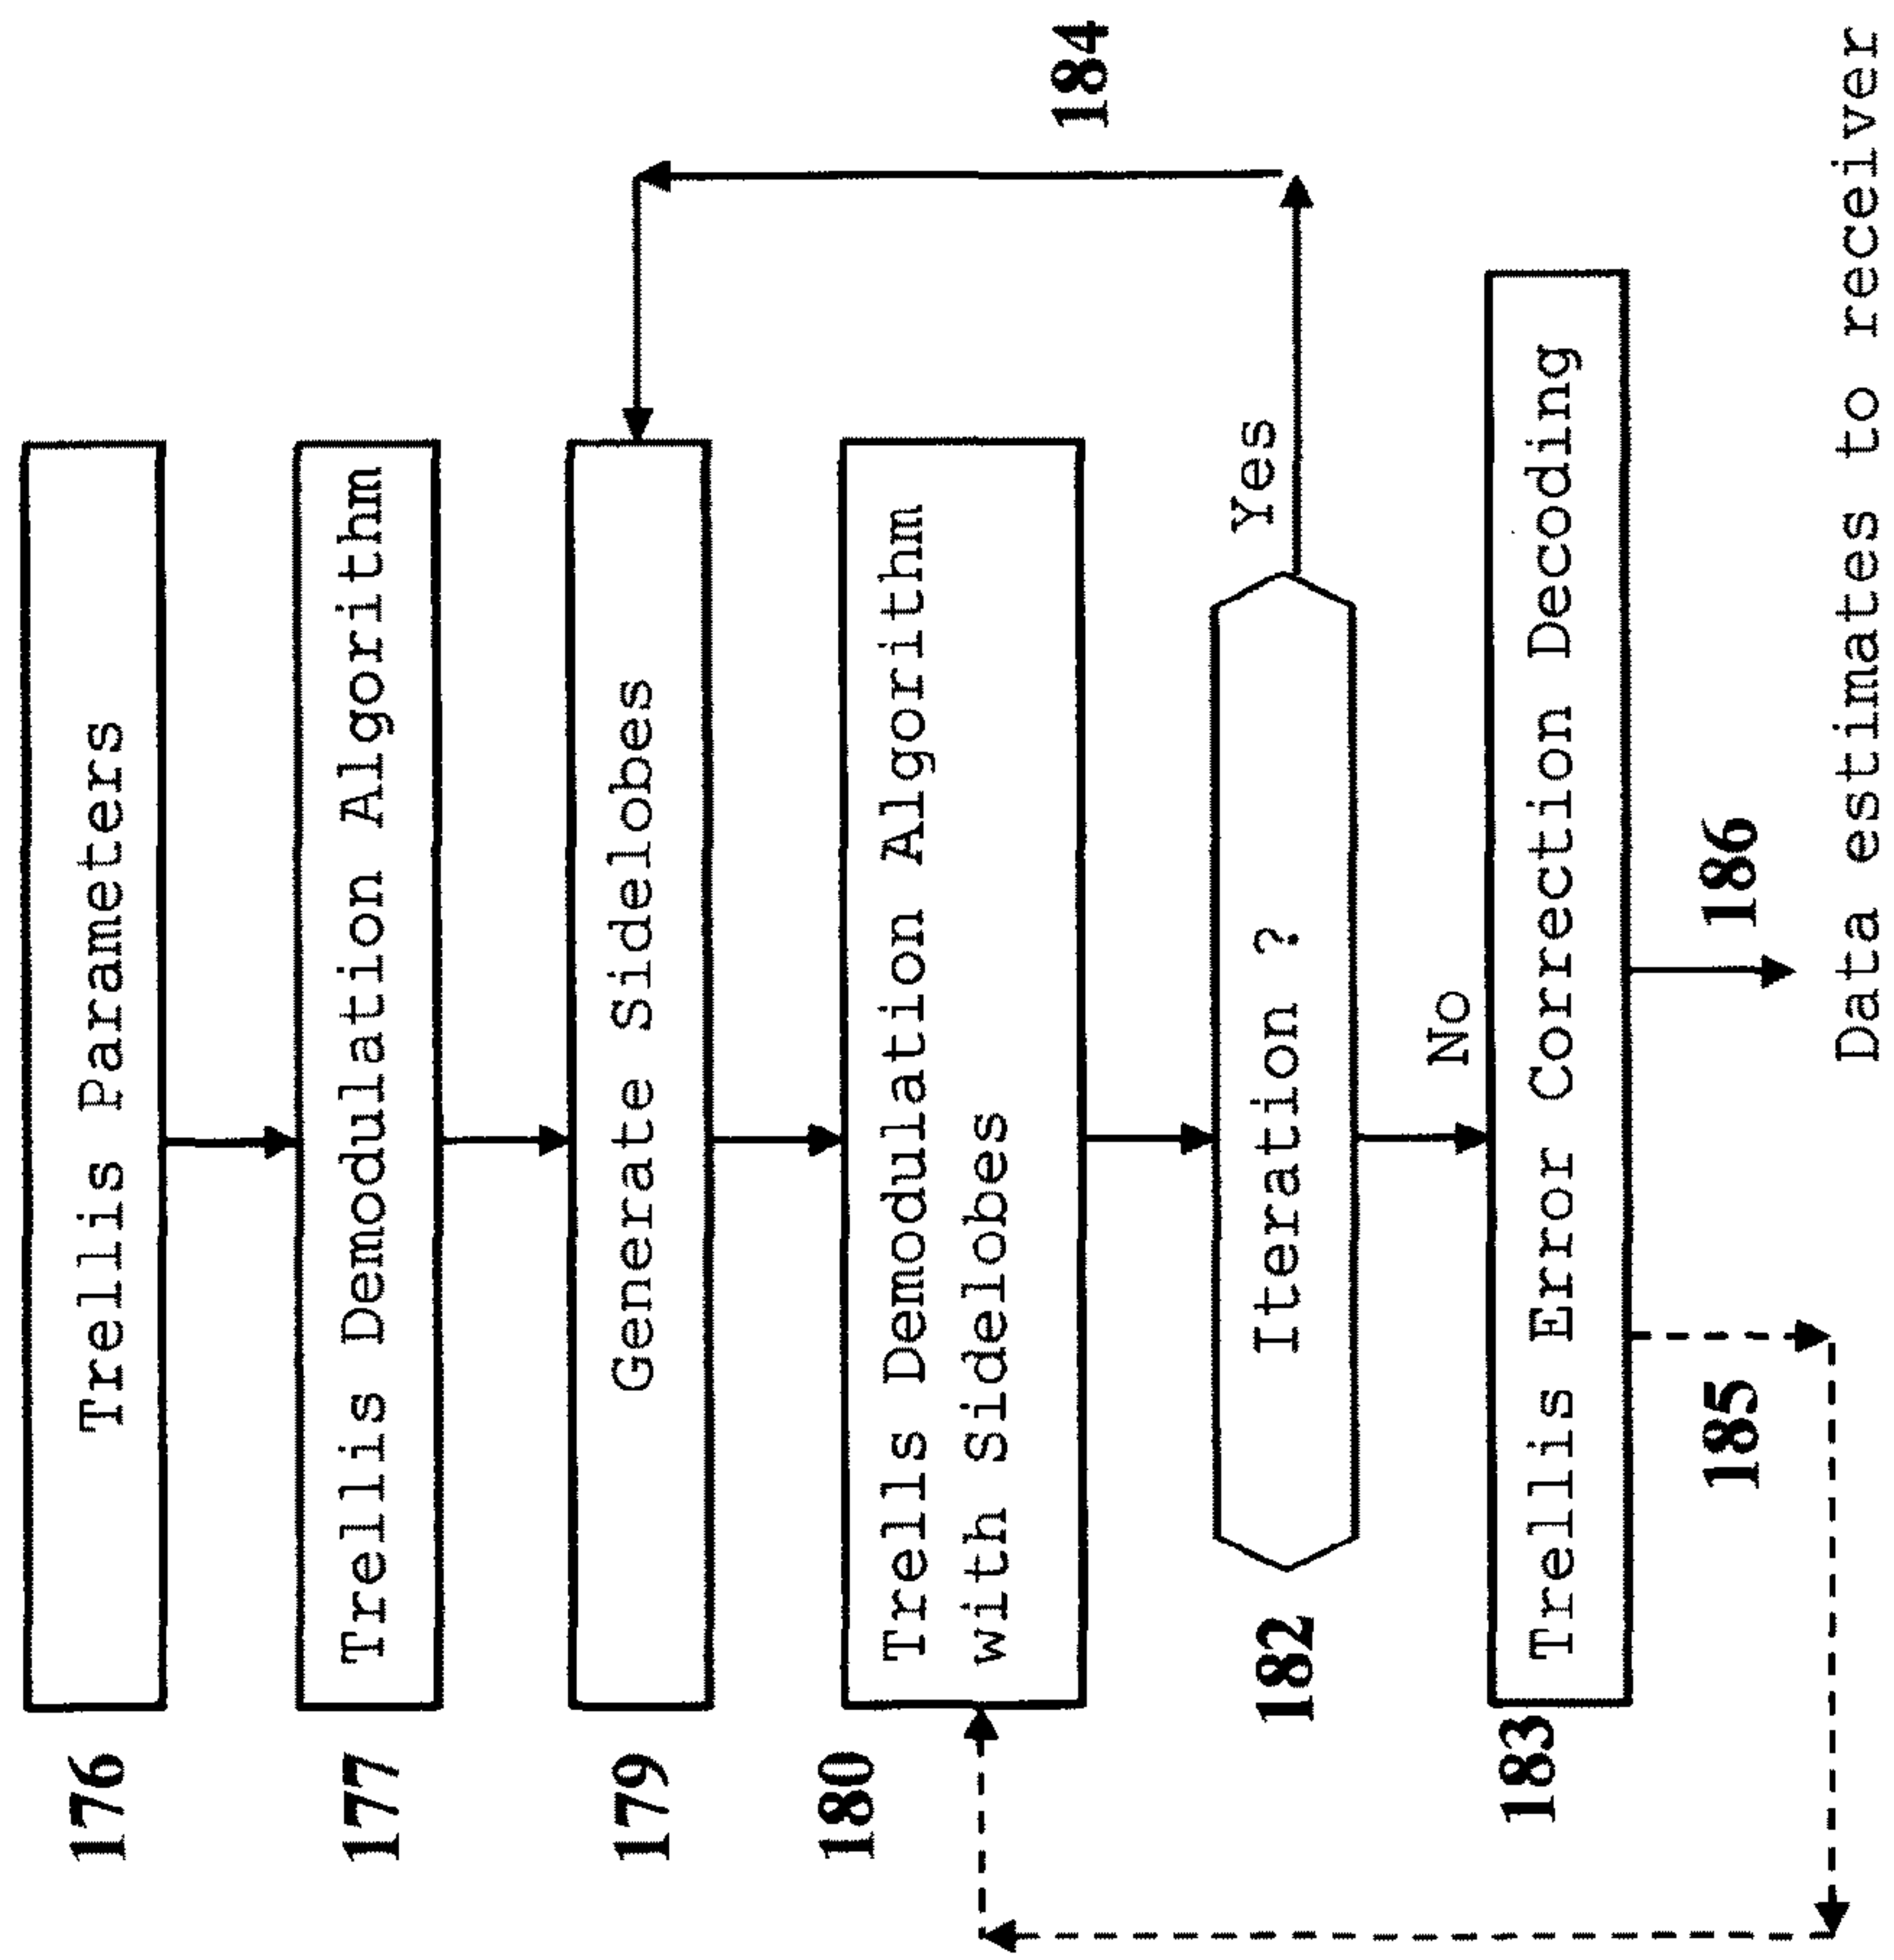 176
Trellis Parameters
177
Trellis Demodulation Algorithm
179
Generate Sidelobes
184
180
Trells Demodulation Algorithm
with Sidelobes
182
Iteration ?
Yes
No
183
Trellis Error Correction Decoding
185
186
Data estimates to receiver